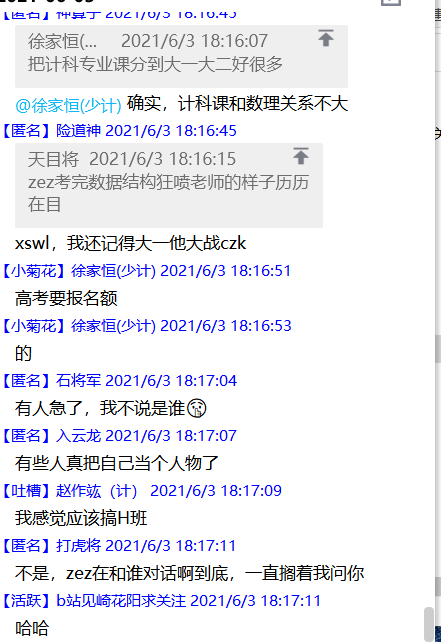 【匿名】神算子 2021/6/3 18:16:45
徐家恒(... 2021/6/3 18:16:07
把计科专业课分到大一大二好很多
@徐家恒(少计) 确实，计科课和数理关系不大
【匿名】险道神 2021/6/3 18:16:45
天目将 2021/6/3 18:16:15
zez考完数据结构狂喷老师的样子历历
在目
xswl，我还记得大一他大战czk
【小菊花】徐家恒(少计) 2021/6/3 18:16:51
高考要报名额
【小菊花】徐家恒(少计) 2021/6/3 18:16:53
的
【匿名】石将军 2021/6/3 18:17:04
有人急了，我不说是谁
【匿名】入云龙 2021/6/3 18:17:07
有些人真把自己当个人物了
【吐槽】赵作竑（计） 2021/6/3 18:17:09
我感觉应该搞H班
【匿名】打虎将 2021/6/3 18:17:11
不是，zez在和谁对话啊到底，一直搁着我问你
【活跃】b站见崎花阳求关注 2021/6/3 18:17:11
哈哈